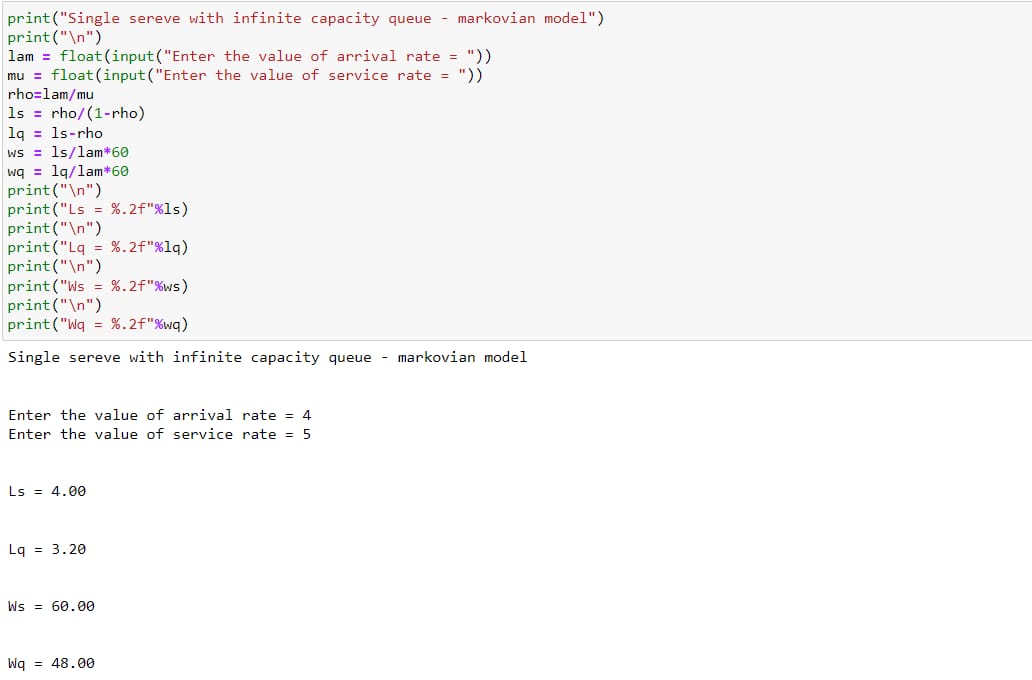 print("Single sereve with infinite capacity queue - markovian model")
print("\n")
lam = float(input("Enter the value of arrival rate = "))
mu = float(input("Enter the value of service rate = "))
rho=lam/mu
ls = rho/(1-rho)
lq = ls-rho
ws = ls/lam*60
wq = lq/lam*60
print("\n")
print("Ls = %.2f"%ls)
print("\n")
print("Lq = %.2f"%lq)
print("\n")
print("Ws = %.2f"%ws)
print("\n")
print("Wq = %.2f"%wq)
Single sereve with infinite capacity queue - markovian model
Enter the value of arrival rate = 4
Enter the value of service rate = 5
Ls = 4.00
Lq = 3.20
Ws = 60.00
Wq = 48.00